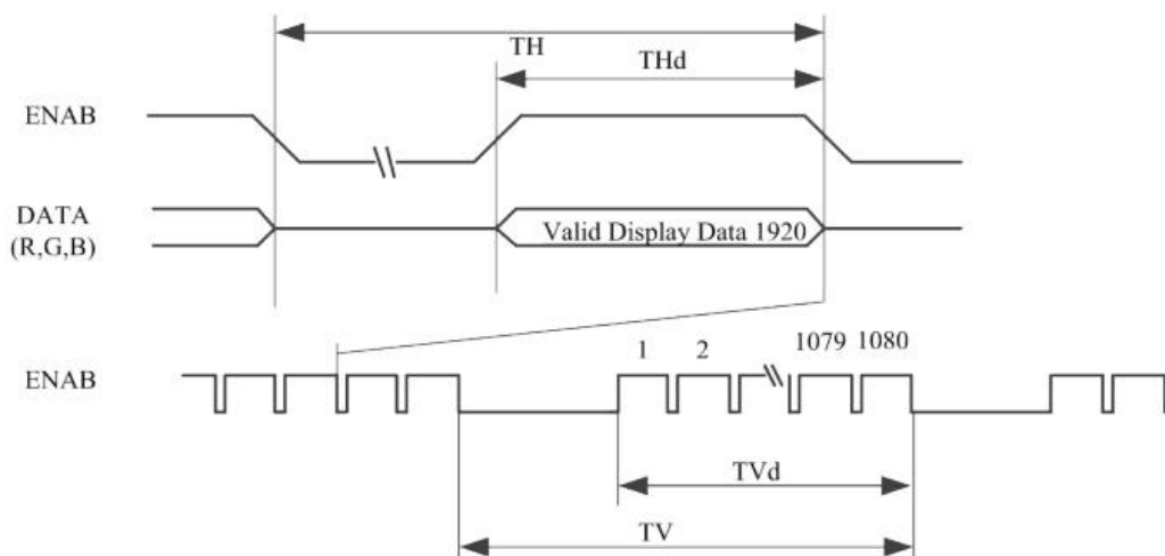 TH
THd
ENAB
DATA
(R,G,B)
Valid Display Data 1920
1 2 1079 1080
ENAB
TVd
TV